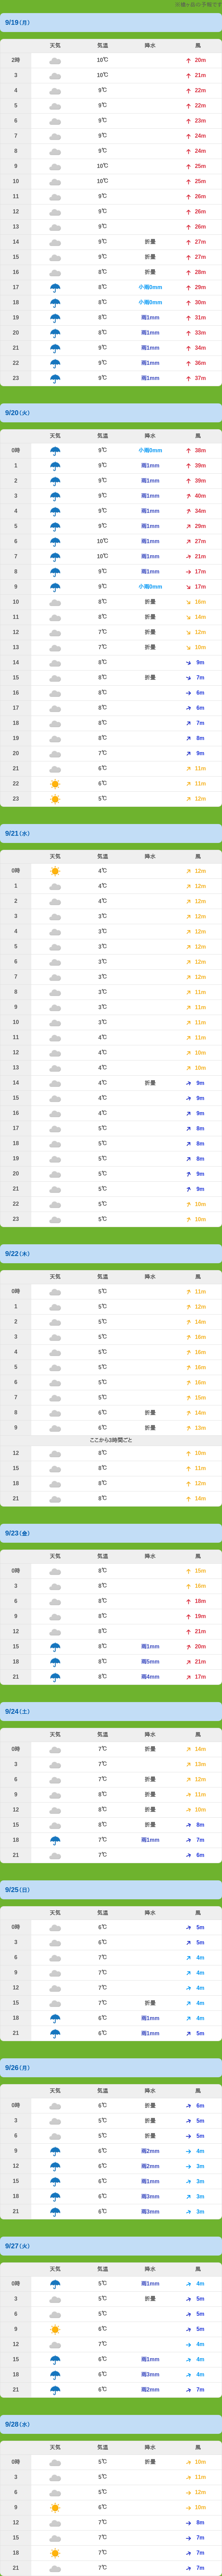 ※種ヶ岳の予報です
9/19（月）
天気 気温 降水 風
2時 10℃ 20m
3 10℃ 21m
4 9℃ 22m
5 9℃ 22m
6 9℃ 23m
7 9℃ 24m
8 9℃ 24m
9 10℃ 25m
10 10℃ 25m
11 9℃ 26m
12 9℃ 26m
13 9℃ 26m
14 9℃ 折曇 27m
15 9℃ 折曇 27m
16 8℃ 折曇 28m
17 8℃ 小雨0mm 29m
18 8℃ 小雨0mm 30m
19 8℃ 雨1mm 31m
20 8℃ 雨1mm 33m
21 9℃ 雨1mm 34m
22 9℃ 雨1mm 36m
23 9℃ 雨1mm 37m
9/20（火）
天気 気温 降水 風
0時 9℃ 小雨0mm 38m
1 9℃ 雨1mm 39m
2 9℃ 雨1mm 39m
3 9℃ 雨1mm 40m
4 9℃ 雨1mm 34m
5 9℃ 雨1mm 29m
6 10℃ 雨1mm 27m
7 10℃ 雨1mm 21m
8 9℃ 雨1mm 17m
9 9℃ 小雨0mm 17m
10 8℃ 折曇 16m
11 8℃ 折曇 14m
12 7℃ 折曇 12m
13 7℃ 折曇 10m
14 8℃ 9m
15 8℃ 折曇 7m
16 8℃ 6m
17 8℃ 6m
18 8℃ 7m
19 8℃ 8m
20 7℃ 9m
21 6℃ 11m
22 6℃ 11m
23 5℃ 12m
9/21（水）
天気 気温 降水 風
0時 4℃ 12m
1 4℃ 12m
2 4℃ 12m
3 3℃ 12m
4 3℃ 12m
5 3℃ 12m
6 3℃ 12m
7 3℃ 12m
8 3℃ 11m
9 3℃ 11m
10 3℃ 11m
11 4℃ 11m
12 4℃ 10m
13 4℃ 10m
14 4℃ 折曇 9m
15 4℃ 9m
16 4℃ 9m
17 5℃ 8m
18 5℃ 8m
19 5℃ 8m
20 5℃ 9m
21 5℃ 9m
22 5℃ 10m
23 5℃ 10m
9/22（木）
天気 気温 降水 風
0時 5℃ 11m
1 5℃ 12m
2 5℃ 14m
3 5℃ 16m
4 5℃ 16m
5 5℃ 16m
6 5℃ 16m
7 5℃ 15m
8 6℃ 折曇 14m
9 6℃ 折曇 13m
ここから3時間ごと
12 8℃ 10m
15 8℃ 11m
18 8℃ 12m
21 8℃ 14m
9/23（金）
天気 気温 降水 風
0時 8℃ 15m
3 8℃ 16m
6 8℃ 18m
9 8℃ 19m
12 8℃ 21m
15 8℃ 雨1mm 20m
18 8℃ 雨5mm 21m
21 8℃ 雨4mm 17m
9/24（土）
天気 気温 降水 風
0時 7℃ 折曇 14m
3 7℃ 13m
6 7℃ 折曇 12m
9 8℃ 折曇 11m
12 8℃ 折曇 10m
15 8℃ 折曇 8m
18 7℃ 雨1mm 7m
21 7℃ 6m
9/25（日）
天気 気温 降水 風
0時 6℃ 5m
3 6℃ 5m
6 7℃ 4m
9 7℃ 4m
12 7℃ 4m
15 7℃ 折曇 4m
18 6℃ 雨1mm 4m
21 6℃ 雨1mm 5m
9/26（月）
天気 気温 降水 風
0時 6℃ 折曇 6m
3 5℃ 折曇 5m
6 5℃ 折曇 5m
9 6℃ 雨2mm 4m
12 6℃ 雨2mm 3m
15 6℃ 雨1mm 3m
18 6℃ 雨3mm 3m
21 6℃ 雨3mm 3m
9/27（火）
天気 気温 降水 風
0時 5℃ 雨1mm 4m
3 5℃ 折曇 5m
6 5℃ 5m
9 6℃ 5m
12 7℃ 4m
15 6℃ 雨1mm 4m
18 6℃ 雨3mm 4m
21 6℃ 雨2mm 7m
9/28（水）
天気 気温 降水 風
0時 5℃ 折曇 10m
3 5℃ 11m
6 5℃ 12m
9 6℃ 10m
12 7℃ 8m
15 7℃ 7m
18 7℃ 7m
21 7℃ 7m